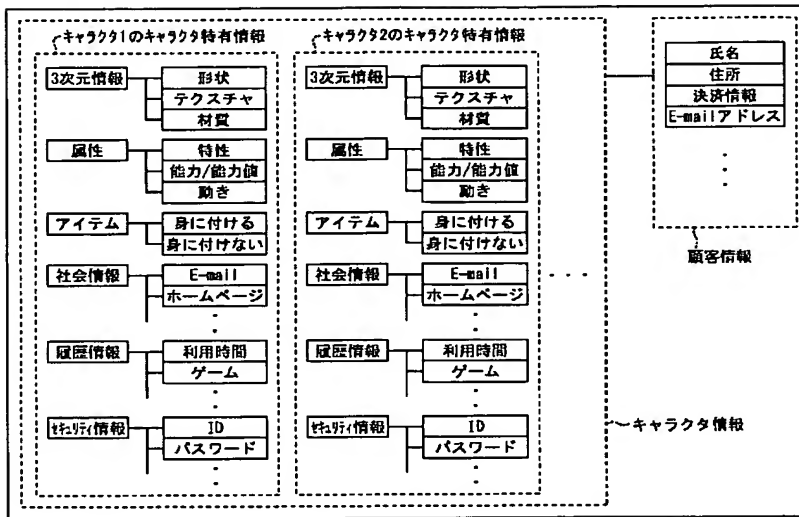 キャラクタ1のキャラクタ特有情報
3次元情報
形状
テクスチャ
材質
属性
特性
能力/能力値
動き
アイテム
身に付ける
身に付けない
社会情報
E-mail
ホームページ
履歴情報
利用時間
ゲーム
セキュリティ情報
ID
パスワード
キャラクタ2のキャラクタ特有情報
3次元情報
形状
テクスチャ
材質
属性
特性
能力/能力値
動き
アイテム
身に付ける
身に付けない
社会情報
E-mail
ホームページ
履歴情報
利用時間
ゲーム
セキュリティ情報
ID
パスワード
キャラクタ情報
氏名
住所
決済情報
E-mailアドレス
顧客情報